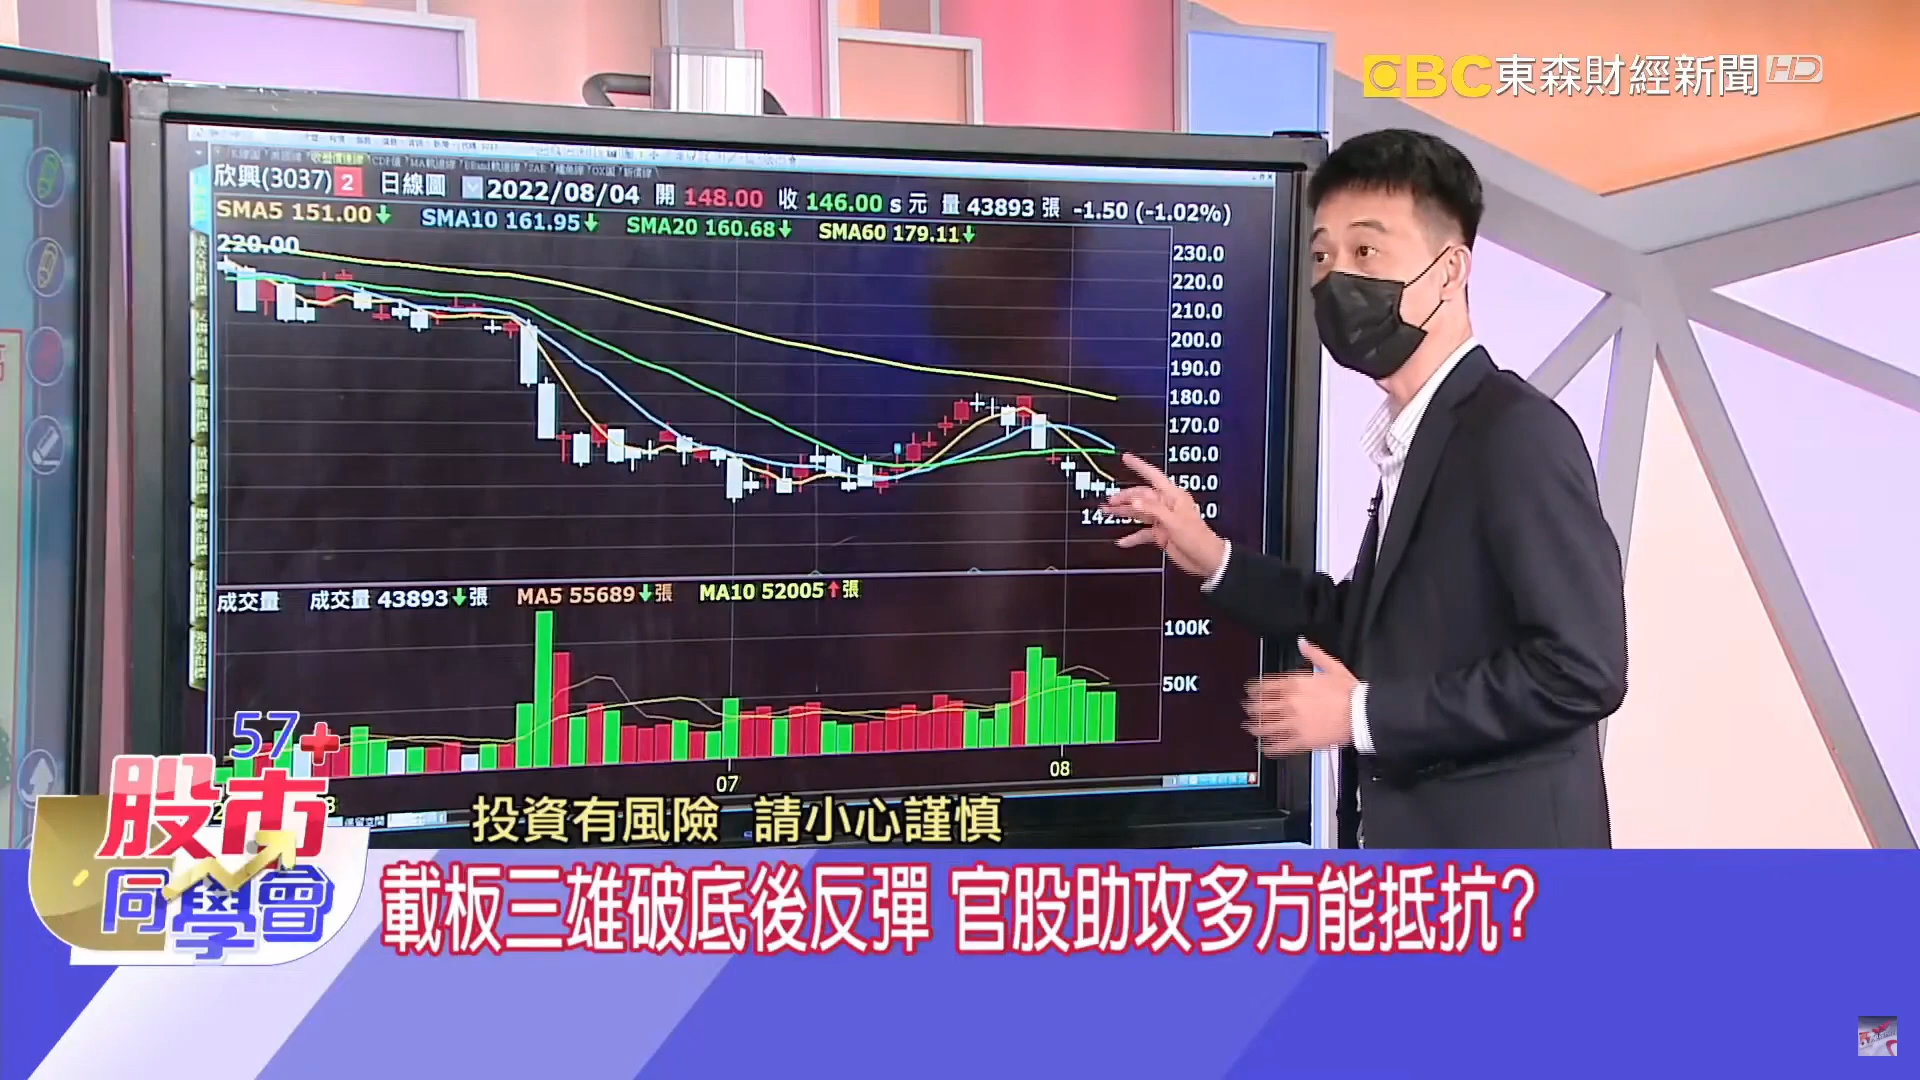 EBC 東森財經新聞 HD
欣興(3037) 2 日線圖 2022/08/04 開 148.00 收 146.00 s 元 量 43893 張 -1.50 (-1.02%)
SMA5 151.00↓ SMA10 161.95↓ SMA20 160.68↓ SMA60 179.11↓
220.00
230.0
220.0
210.0
200.0
190.0
180.0
170.0
160.0
150.0
成交量 成交量 43893↓張 MA5 55689↓張 MA10 52005↑張
100K
50K
07
08
57+
股市
同學會
投資有風險 請小心謹慎
載板三雄破底後反彈 官股助攻多方能抵抗?